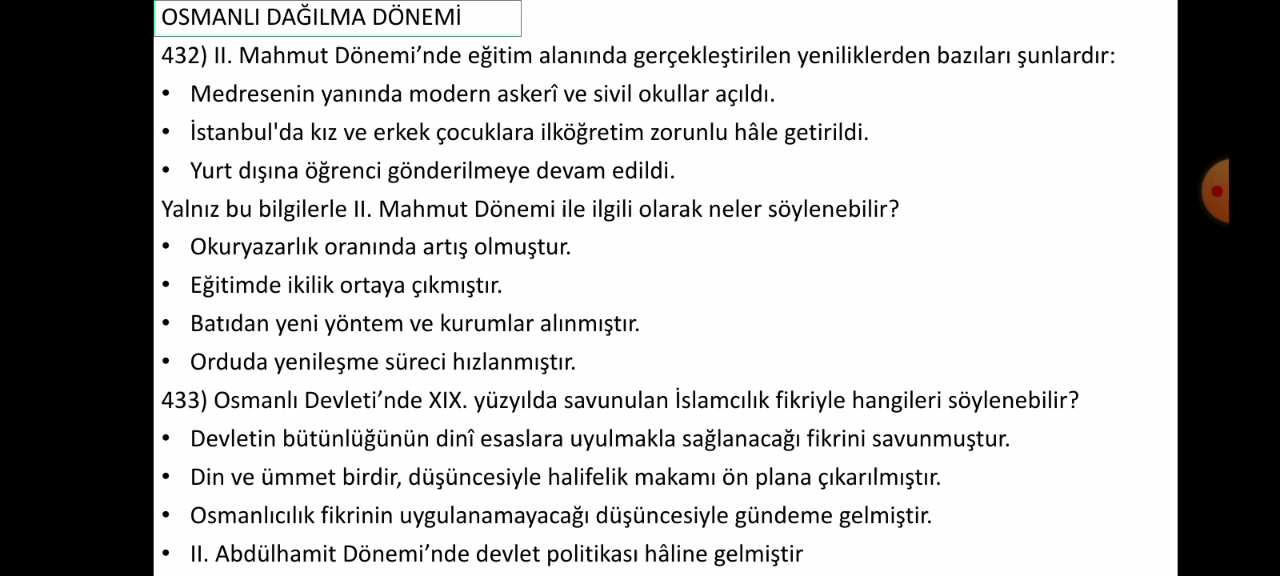 OSMANLI DAĞILMA DÖNEMİ
432) II. Mahmut Dönemi’nde eğitim alanında gerçekleştirilen yeniliklerden bazıları şunlardır:
• Medresenin yanında modern askerî ve sivil okullar açıldı.
• İstanbul'da kız ve erkek çocuklara ilköğretim zorunlu hâle getirildi.
• Yurt dışına öğrenci gönderilmeye devam edildi.
Yalnız bu bilgilerle II. Mahmut Dönemi ile ilgili olarak neler söylenebilir?
• Okuryazarlık oranında artış olmuştur.
• Eğitimde ikilik ortaya çıkmıştır.
• Batıdan yeni yöntem ve kurumlar alınmıştır.
• Orduda yenileşme süreci hızlanmıştır.
433) Osmanlı Devleti’nde XIX. yüzyılda savunulan İslamcılık fikriyle hangileri söylenebilir?
• Devletin bütünlüğünün dinî esaslara uyulmakla sağlanacağı fikrini savunmuştur.
• Din ve ümmet birdir, düşüncesiyle halifelik makamı ön plana çıkarılmıştır.
• Osmanlıcılık fikrinin uygulanamayacağı düşüncesiyle gündeme gelmiştir.
• II. Abdülhamit Dönemi’nde devlet politikası hâline gelmiştir